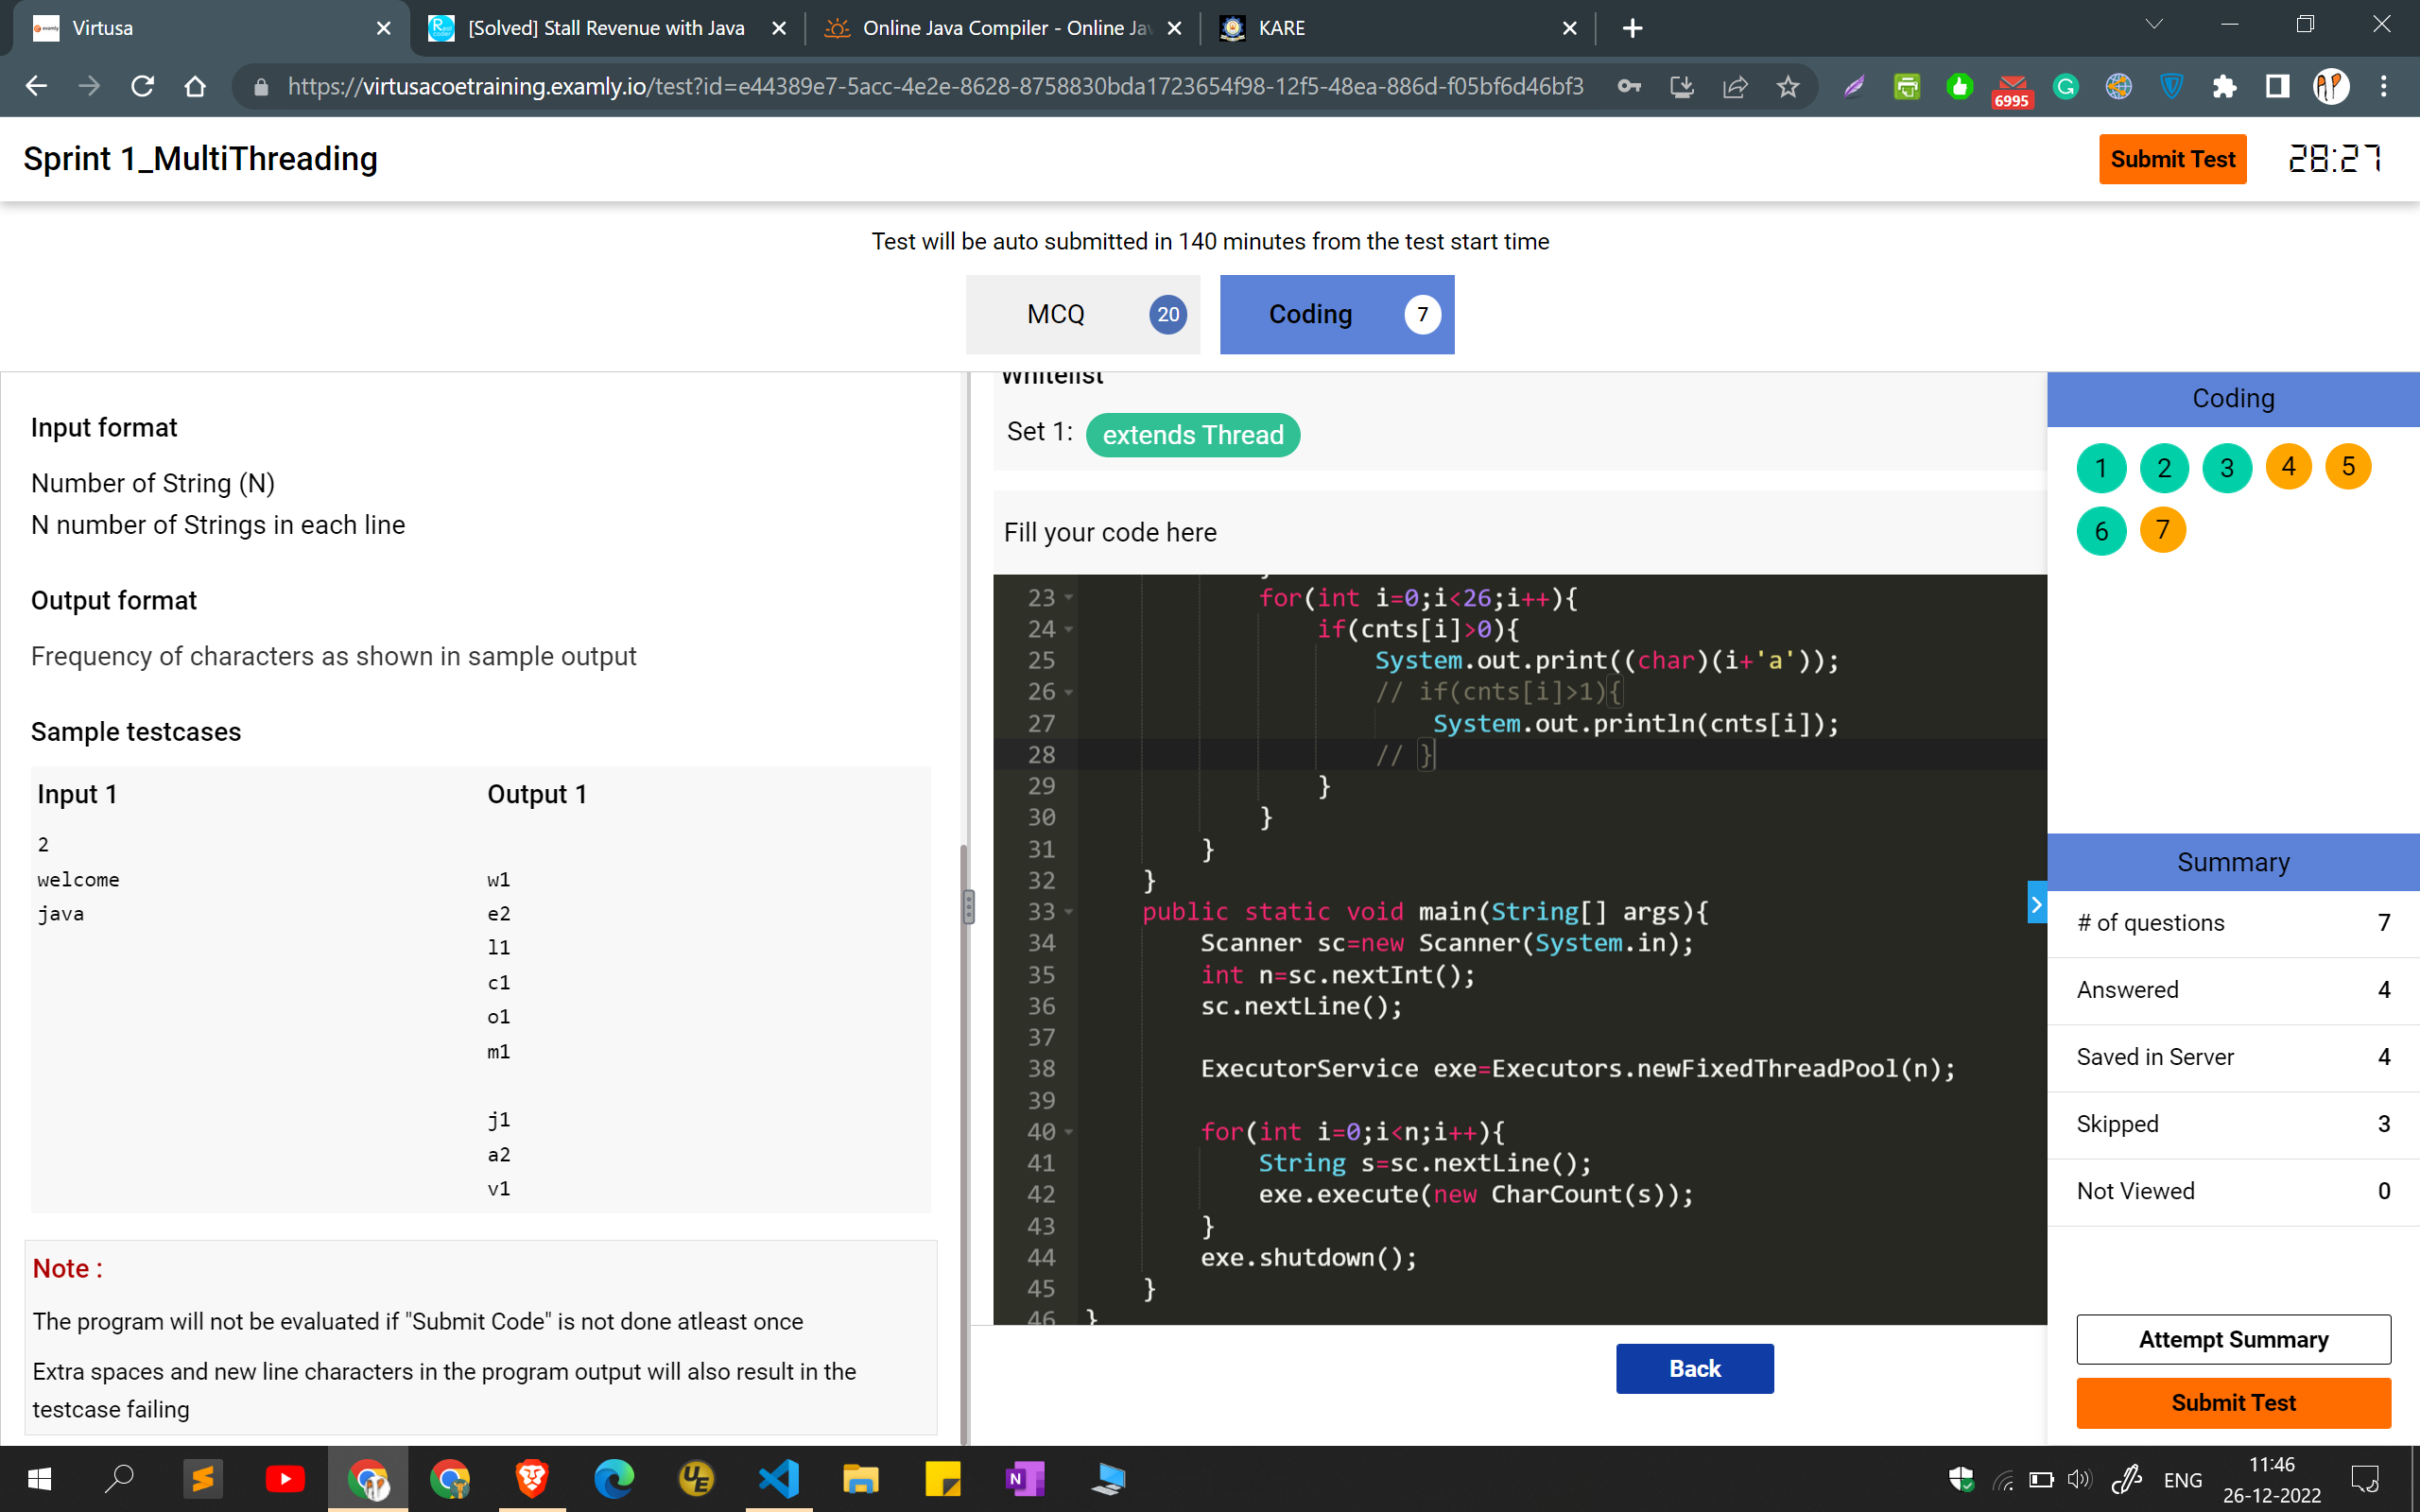 Virtusa
[Solved] Stall Revenue with Java
Online Java Compiler - Online Jav
KARE
https://virtusacoetraining.examly.io/test?id=e44389e7-5acc-4e2e-8628-8758830bda1723654f98-12f5-48ea-886d-f05bf6d46bf3
6995
Sprint 1_MultiThreading
Submit Test
28:27
Test will be auto submitted in 140 minutes from the test start time
MCQ 20
Coding 7
Input format
Number of String (N)
N number of Strings in each line
Output format
Frequency of characters as shown in sample output
Sample testcases
Input 1 Output 1
2
welcome w1
java e2
l1
c1
o1
m1
j1
a2
v1
Note :
The program will not be evaluated if "Submit Code" is not done atleast once
Extra spaces and new line characters in the program output will also result in the
testcase failing
Whitelist
Set 1: extends Thread
Fill your code here
23 for(int i=0;i<26;i++){
24 if(cnts[i]>0){
25 System.out.print((char)(i+'a'));
26 // if(cnts[i]>1){
27 System.out.println(cnts[i]);
28 // }
29 }
30 }
31 }
32 }
33 public static void main(String[] args){
34 Scanner sc=new Scanner(System.in);
35 int n=sc.nextInt();
36 sc.nextLine();
37
38 ExecutorService exe=Executors.newFixedThreadPool(n);
39
40 for(int i=0;i<n;i++){
41 String s=sc.nextLine();
42 exe.execute(new CharCount(s));
43 }
44 exe.shutdown();
45 }
46 }
Back
Coding
1 2 3 4 5
6 7
Summary
# of questions 7
Answered 4
Saved in Server 4
Skipped 3
Not Viewed 0
Attempt Summary
Submit Test
ENG
11:46
26-12-2022